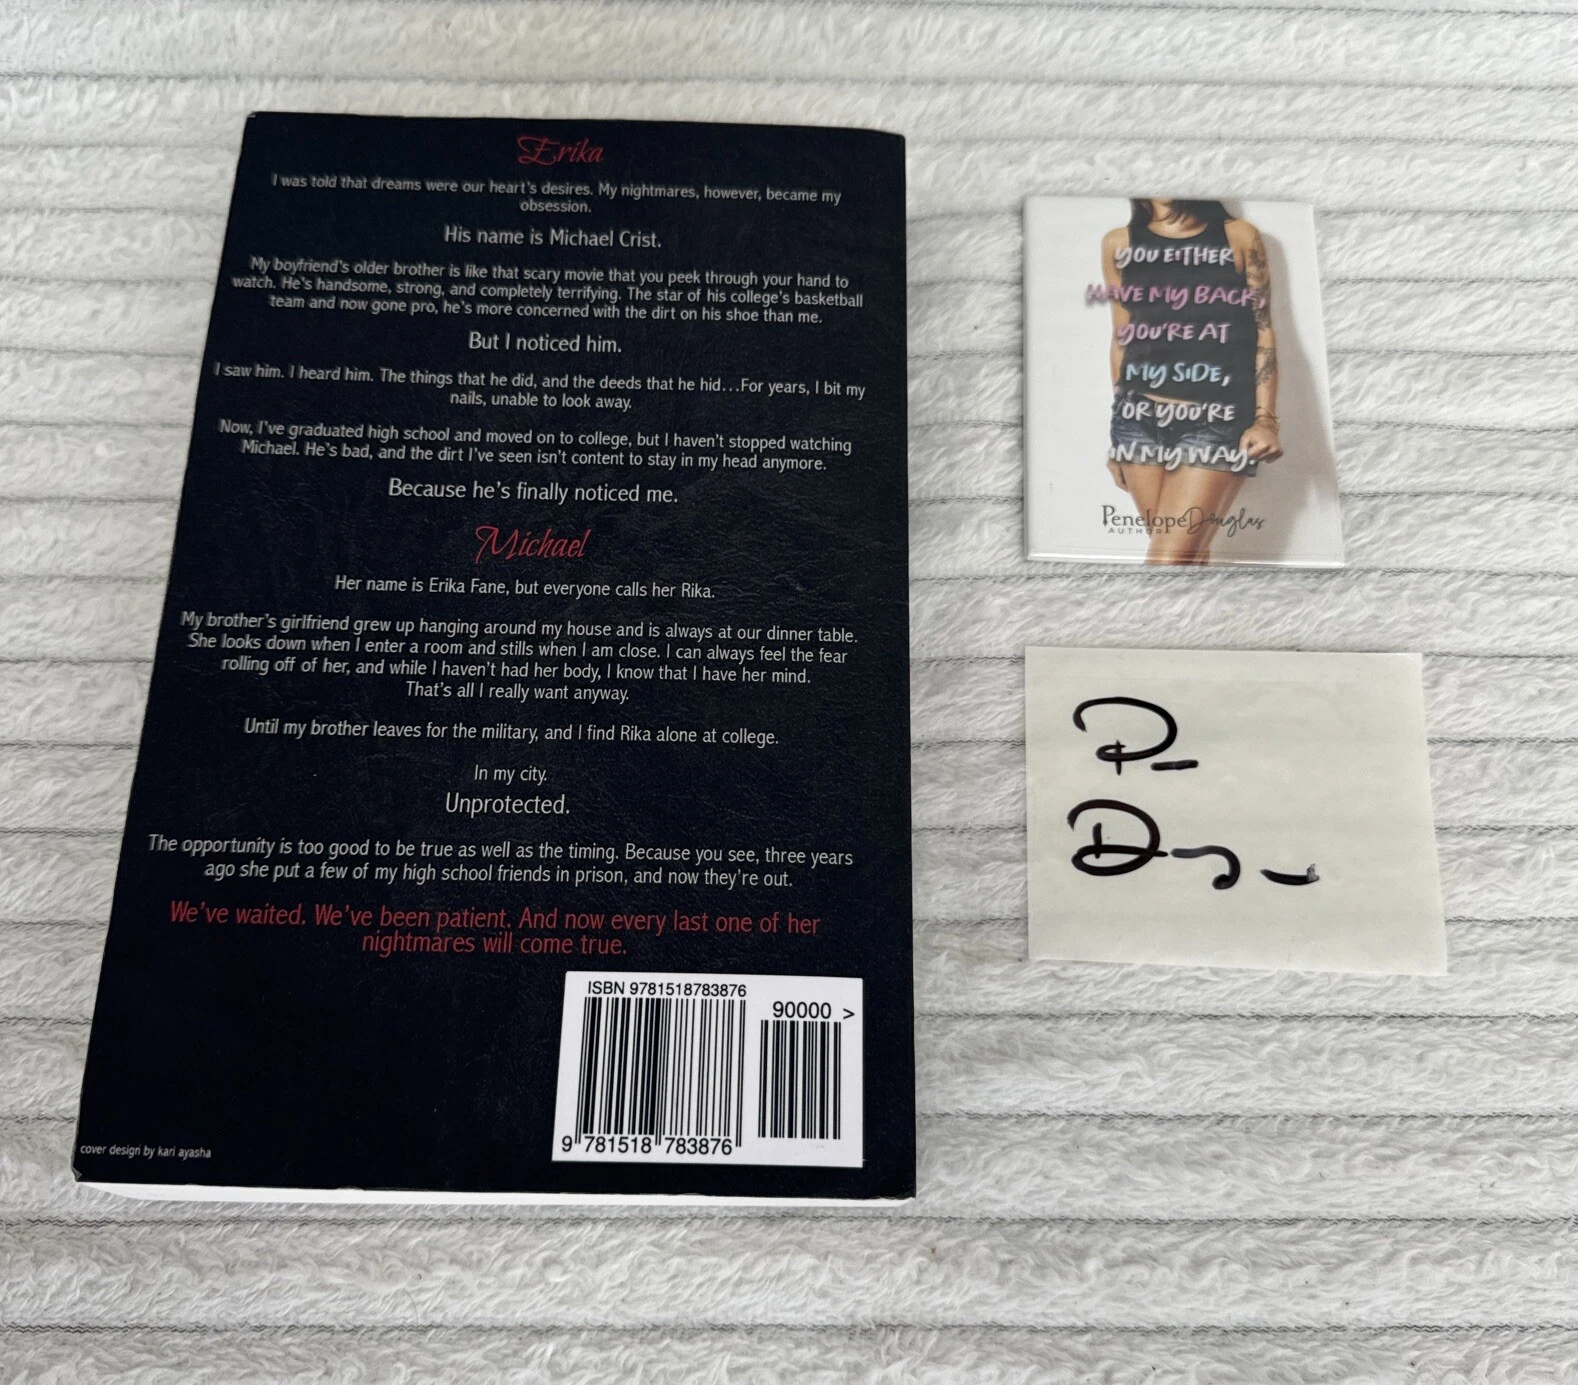 Erika
I was told that dreams were our heart's desires. My nightmares, however, became my
obsession.
His name is Michael Crist.
My boyfriend's older brother is like that scary movie that you peek through your hand to
watch. He's handsome, strong, and completely terrifying. The star of his college's basketball
team and now gone pro, he's more concerned with the dirt on his shoe than me.
But I noticed him.
I saw him. I heard him. The things that he did, and the deeds that he hid...For years, I bit my
nails, unable to look away.
Now, I've graduated high school and moved on to college, but I haven't stopped watching
Michael. He's bad, and the dirt I've seen isn't content to stay in my head anymore.
Because he's finally noticed me.
Michael
Her name is Erika Fane, but everyone calls her Rika.
My brother's girlfriend grew up hanging around my house and is always at our dinner table.
She looks down when I enter a room and stills when I am close. I can always feel the fear
rolling off of her, and while I haven't had her body, I know that I have her mind.
That's all I really want anyway.
Until my brother leaves for the military, and I find Rika alone at college.
In my city.
Unprotected.
The opportunity is too good to be true as well as the timing. Because you see, three years
ago she put a few of my high school friends in prison, and now they're out.
We've waited. We've been patient. And now every last one of her
nightmares will come true.
ISBN 9781518783876
90000 >
9 781518 783876
cover design by kari ayasha
YOU EITHER
HAVE MY BACK,
YOU'RE AT
MY SIDE,
OR YOU'RE
IN MY WAY.
Penelope Douglas
AUTHOR